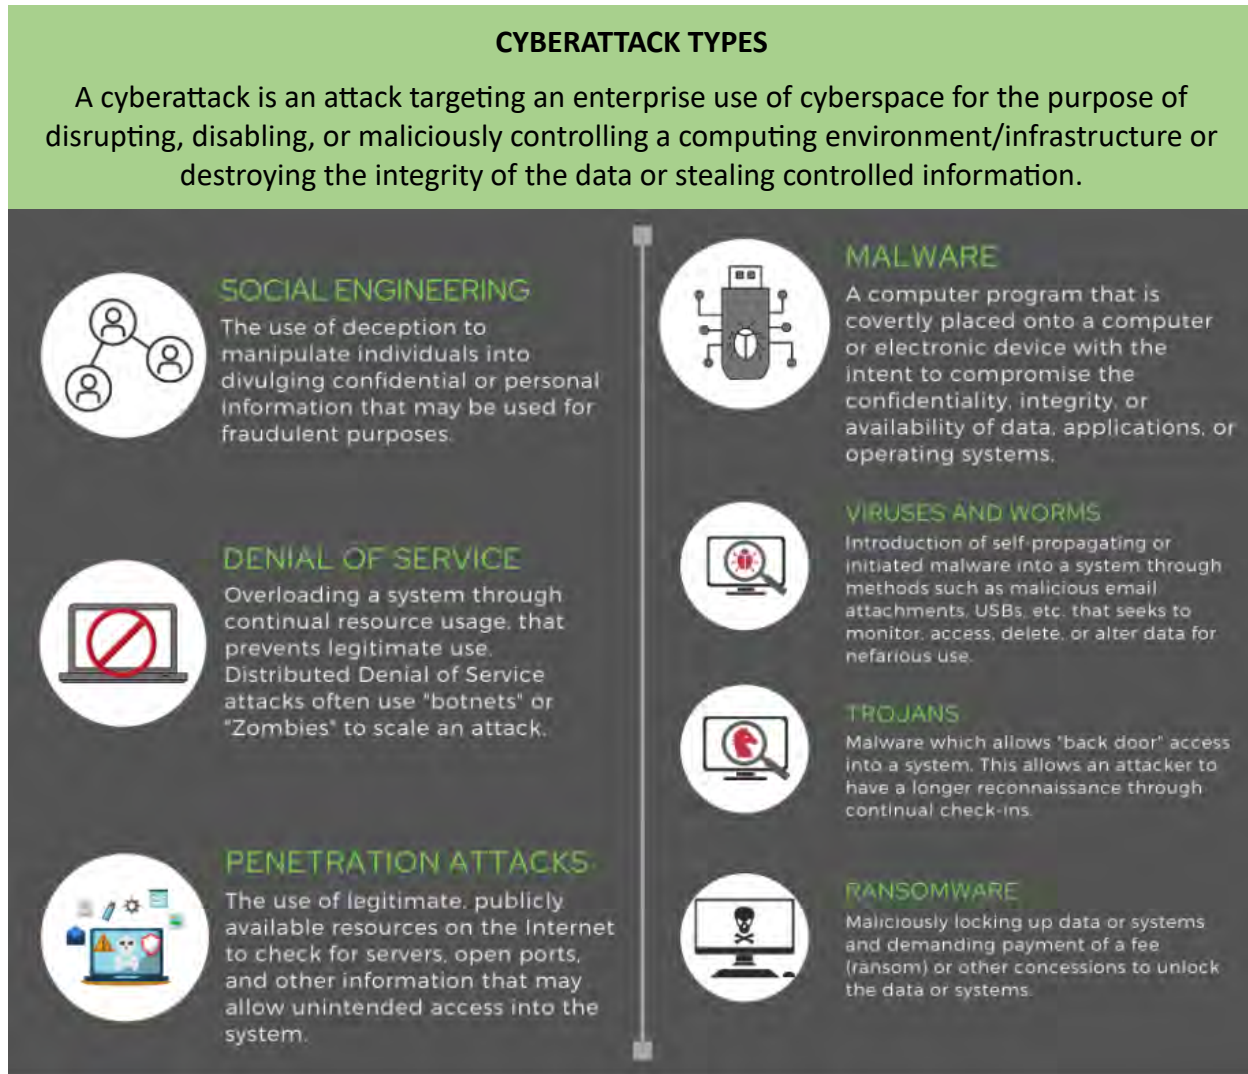 CYBERATTACK TYPES
A cyberattack is an attack targeting an enterprise use of cyberspace for the purpose of
disrupting, disabling, or maliciously controlling a computing environment/infrastructure or
destroying the integrity of the data or stealing controlled information.
SOCIAL ENGINEERING
The use of deception to
manipulate individuals into
divulging confidential or personal
information that may be used for
fraudulent purposes.
DENIAL OF SERVICE
Overloading a system through
continual resource usage, that
prevents legitimate use.
Distributed Denial of Service
attacks often use "botnets" or
"Zombies" to scale an attack.
PENETRATION ATTACKS
The use of legitimate, publicly
available resources on the Internet
to check for servers, open ports,
and other information that may
allow unintended access into the
system.
MALWARE
A computer program that is
covertly placed onto a computer
or electronic device with the
intent to compromise the
confidentiality, integrity, or
availability of data, applications, or
operating systems.
VIRUSES AND WORMS
Introduction of self-propagating or
initiated malware into a system through
methods such as malicious email
attachments, USBs, etc. that seeks to
monitor, access, delete, or alter data for
nefarious use.
TROJANS
Malware which allows "back door" access
into a system. This allows an attacker to
have a longer reconnaissance through
continual check-ins.
RANSOMWARE
Maliciously locking up data or systems
and demanding payment of a fee
(ransom) or other concessions to unlock
the data or systems.